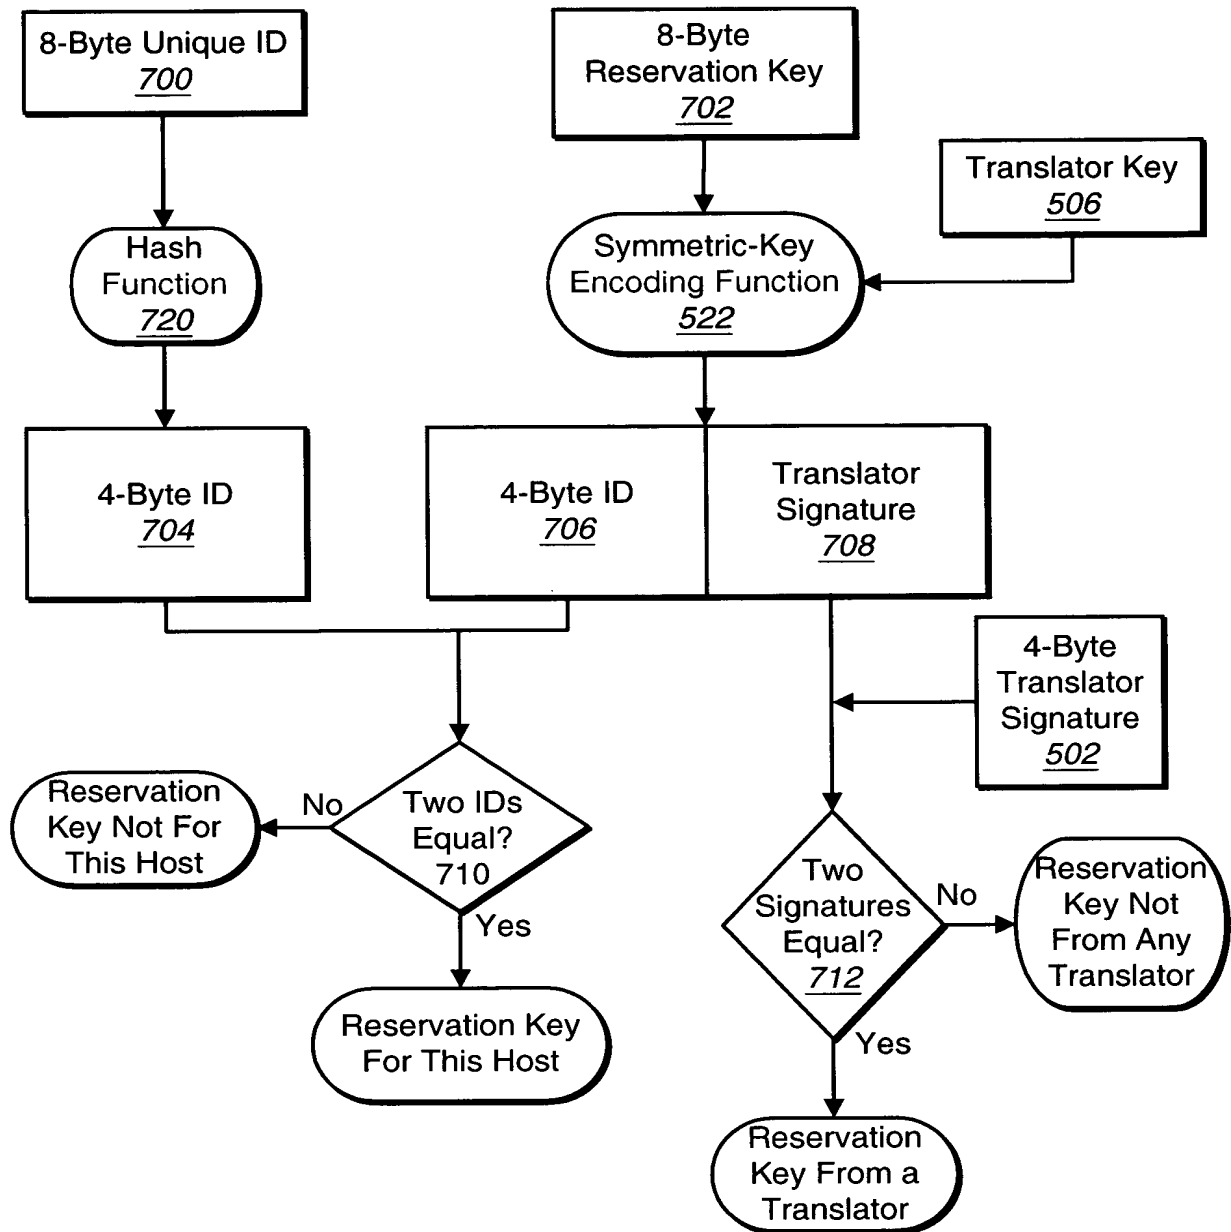 8-Byte Unique ID
700
8-Byte
Reservation Key
702
Translator Key
506
Hash
Function
720
Symmetric-Key
Encoding Function
522
4-Byte ID
704
4-Byte ID
706
Translator
Signature
708
4-Byte
Translator
Signature
502
Reservation
Key Not For
This Host
No
Two IDs
Equal?
710
Yes
Reservation Key
For This Host
Two
Signatures
Equal?
712
No
Reservation
Key Not
From Any
Translator
Yes
Reservation
Key From a
Translator